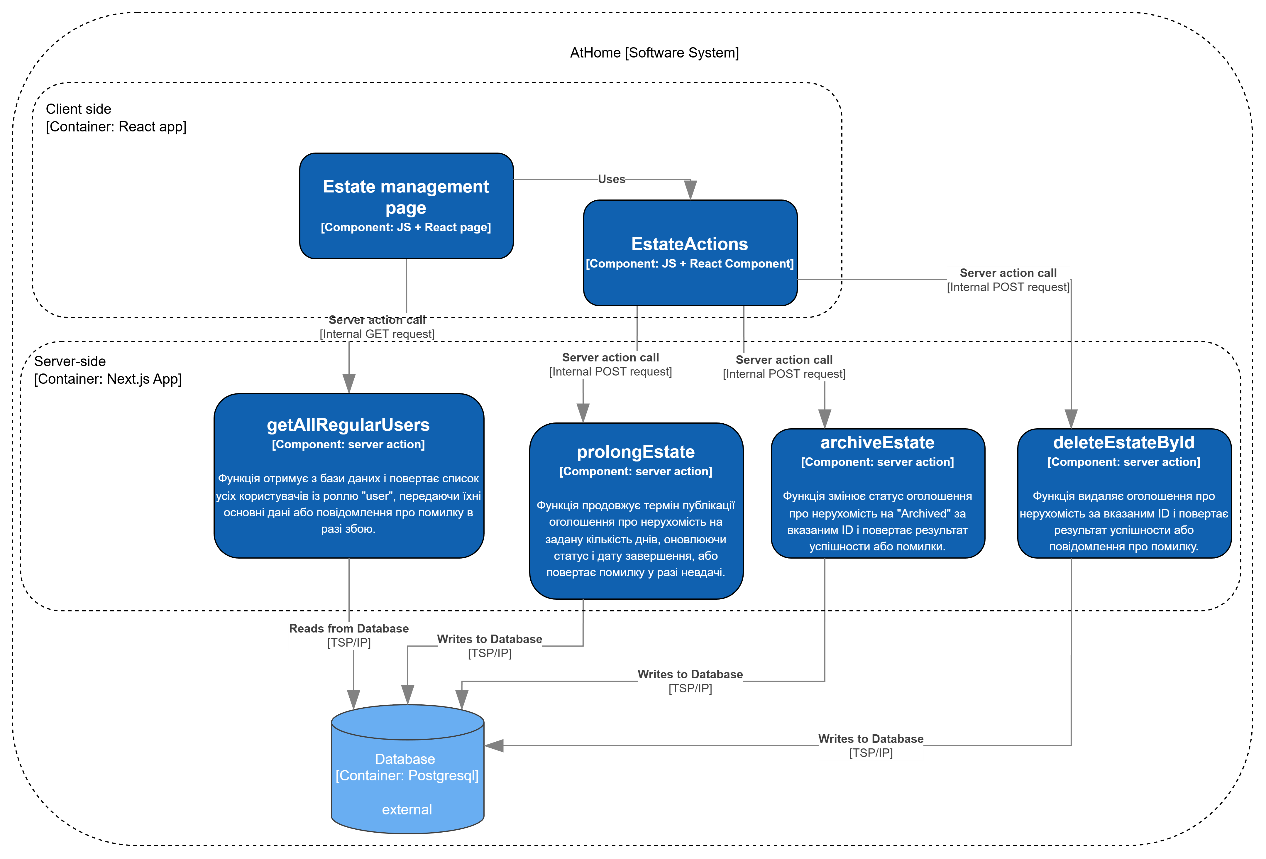 AtHome [Software System]
Client side
[Container: React app]
Estate management
page
[Component: JS + React page]
Uses
EstateActions
[Component: JS + React Component]
Server action call
[Internal POST request]
Server action call
[Internal GET request]
Server action call
[Internal POST request]
Server action call
[Internal POST request]
Server-side
[Container: Next.js App]
getAllRegularUsers
[Component: server action]
Функція отримує з бази даних і повертає список
усіх користувачів із роллю "user", передаючи їхні
основні дані або повідомлення про помилку в
разі збою.
prolongEstate
[Component: server action]
Функція продовжує термін публікації
оголошення про нерухомість на
задану кількість днів, оновлюючи
статус і дату завершення, або
повертає помилку у разі невдачі.
archiveEstate
[Component: server action]
Функція змінює статус оголошення
про нерухомість на "Archived" за
вказаним ID і повертає результат
успішності або помилки.
deleteEstateById
[Component: server action]
Функція видаляє оголошення про
нерухомість за вказаним ID і повертає
результат успішності або
повідомлення про помилку.
Reads from Database
[TSP/IP]
Writes to Database
[TSP/IP]
Writes to Database
[TSP/IP]
Writes to Database
[TSP/IP]
Database
[Container: Postgresql]
external